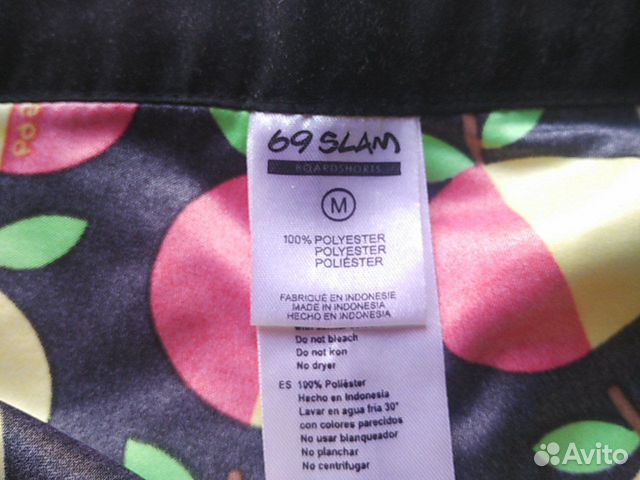 69 SLAM
BOARDSHORTS
M
100% POLYESTER
POLYESTER
POLIÉSTER
FABRIQUÉ EN INDONESIE
MADE IN INDONESIA
HECHO EN INDONESIA
Do not bleach
Do not iron
No dryer
ES 100% Poliéster
Hecho en Indonesia
Lavar en agua fria 30°
con colores parecidos
No usar blanqueador
No planchar
No centrifugar
Avito